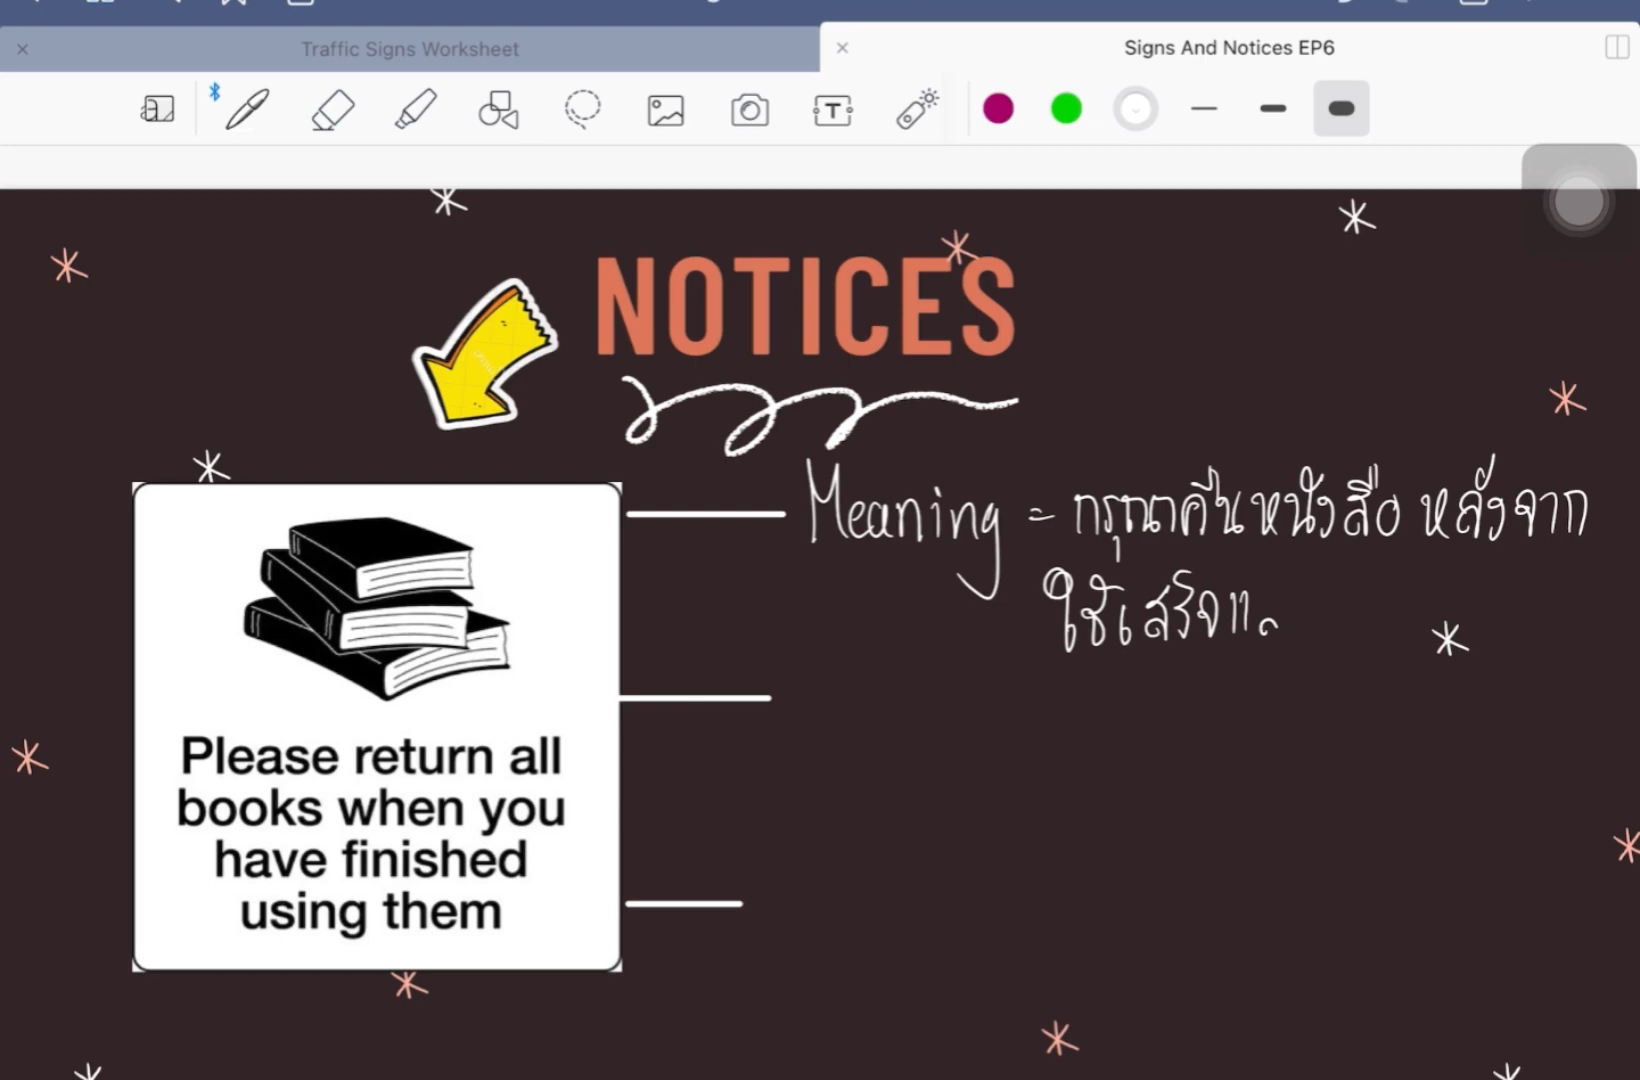 Traffic Signs Worksheet
Signs And Notices EP6
NOTICES
Meaning = กรุณาคืนหนังสือ หลังจาก
ใช้เสร็จแ
Please return all
books when you
have finished
using them